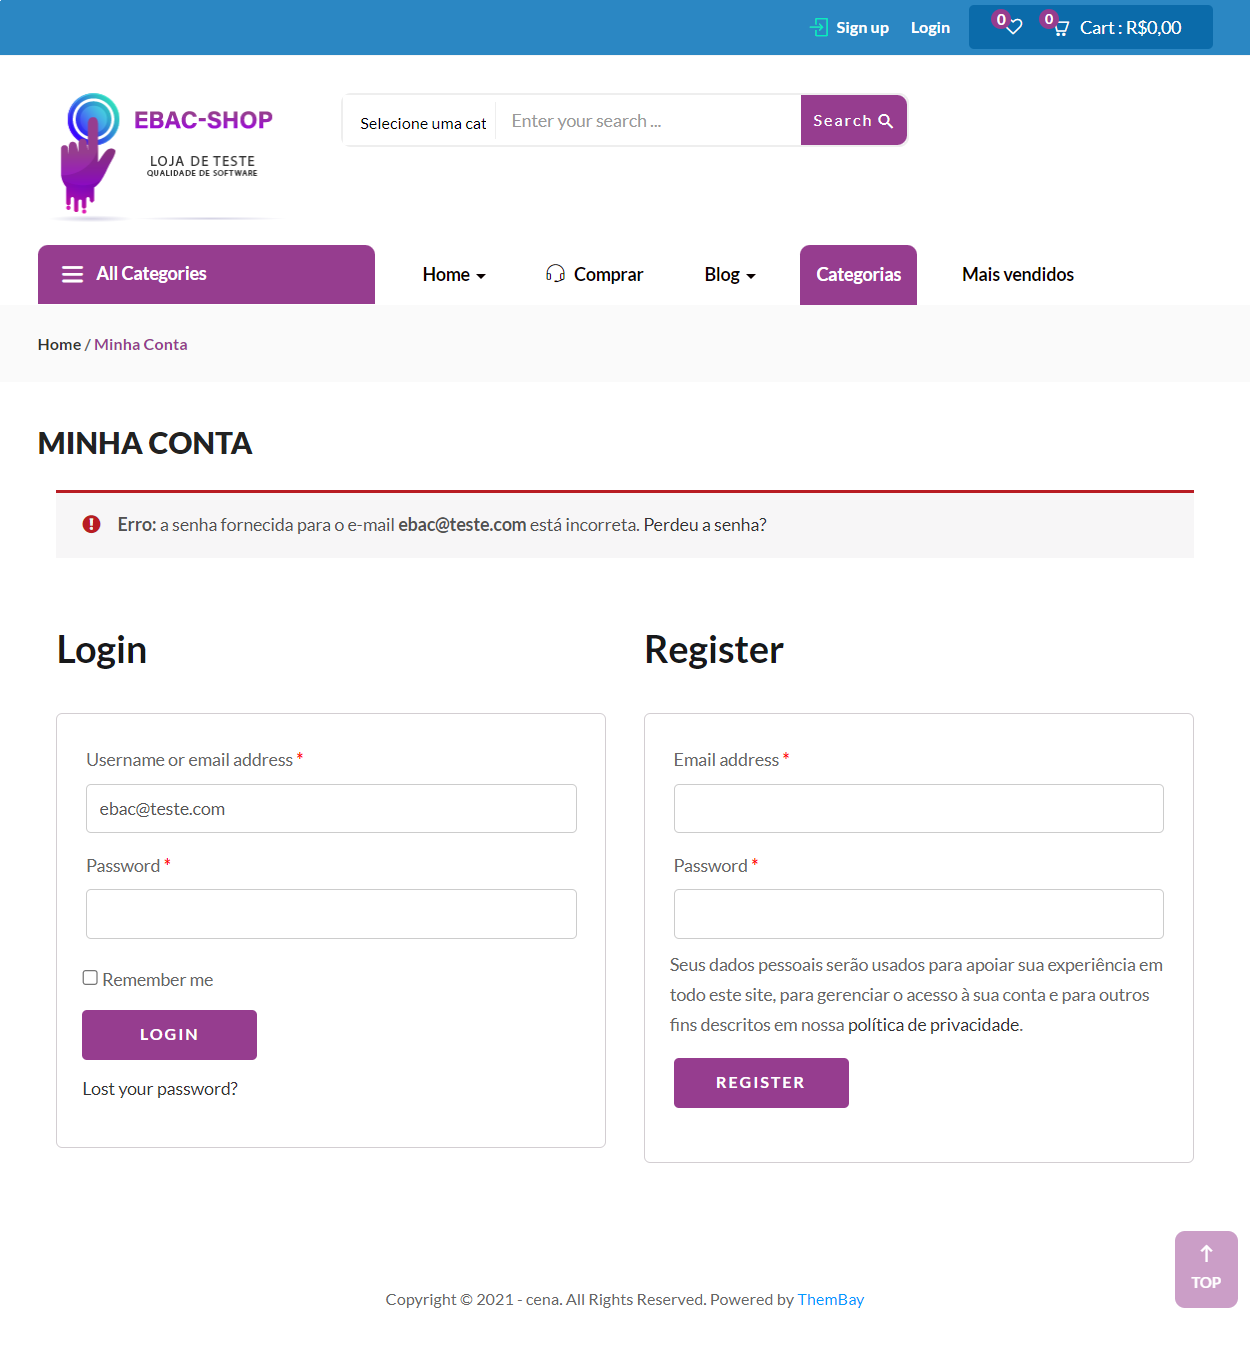 Sign up Login 0 0 Cart : R$0,00
EBAC-SHOP
LOJA DE TESTE
QUALIDADE DE SOFTWARE
Selecione uma cat Enter your search ... Search
All Categories Home Comprar Blog Categorias Mais vendidos
Home / Minha Conta
MINHA CONTA
Erro: a senha fornecida para o e-mail ebac@teste.com está incorreta. Perdeu a senha?
Login
Username or email address *
ebac@teste.com
Password *
Remember me
LOGIN
Lost your password?
Register
Email address *
Password *
Seus dados pessoais serão usados para apoiar sua experiência em
todo este site, para gerenciar o acesso à sua conta e para outros
fins descritos em nossa política de privacidade.
REGISTER
TOP
Copyright © 2021 - cena. All Rights Reserved. Powered by ThemBay